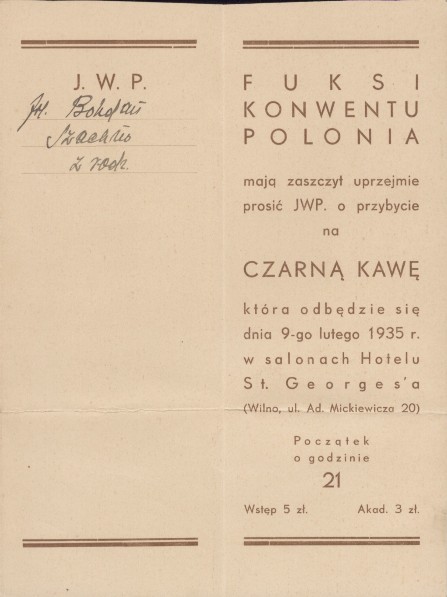 J. W. P.
Bohdan
z rodz.
FUKSI
KONWENTU
POLONIA
mają zaszczyt uprzejmie
prosić JWP. o przybycie
na
CZARNĄ KAWĘ
która odbędzie się
dnia 9-go lutego 1935 r.
w salonach Hotelu
St. Georges'a
(Wilno, ul. Ad. Mickiewicza 20)
Początek
o godzinie
21
Wstęp 5 zł. Akad. 3 zł.